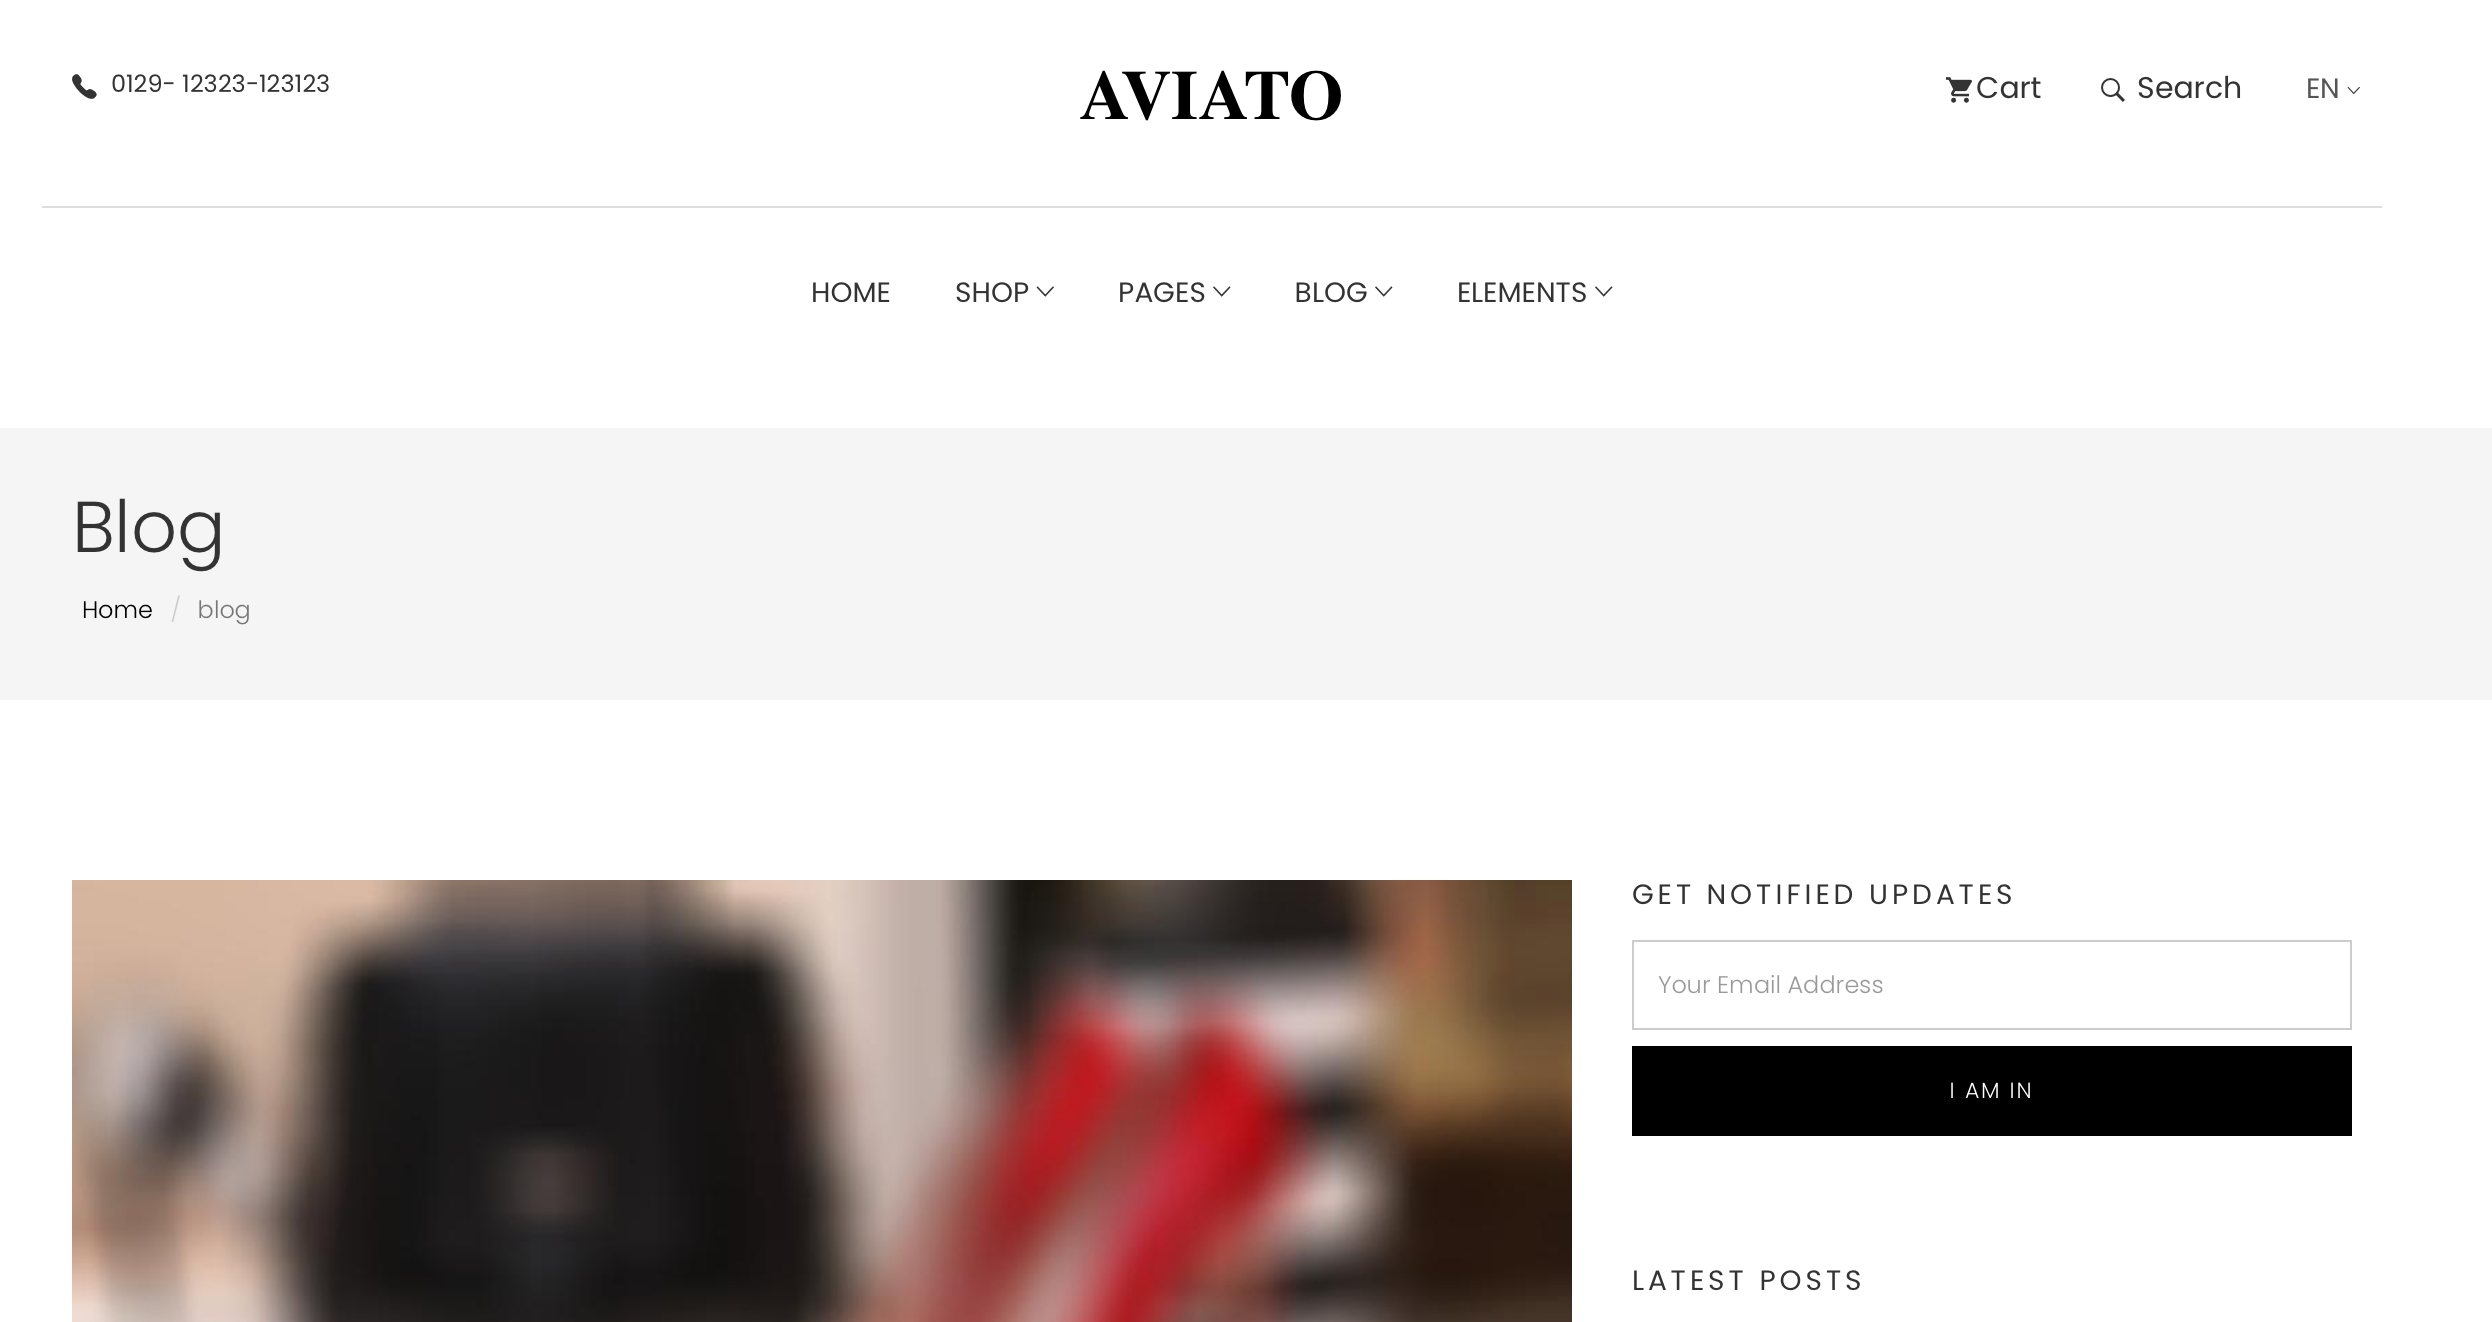 0129- 12323-123123
AVIATO
Cart
Search
EN
HOME SHOP PAGES BLOG ELEMENTS
Blog
Home / blog
GET NOTIFIED UPDATES
Your Email Address
I AM IN
LATEST POSTS